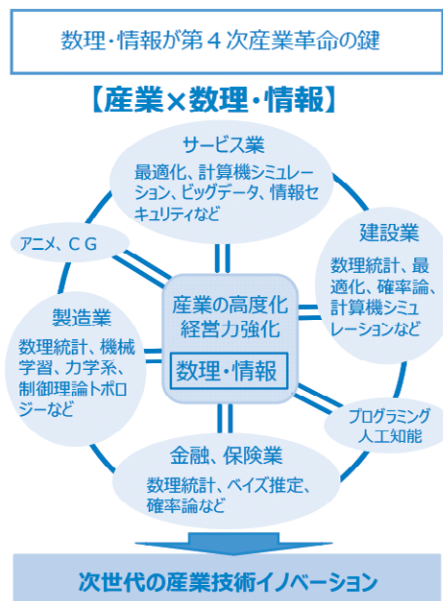 数理・情報が第４次産業革命の鍵
【産業×数理・情報】
サービス業
最適化、計算機シミュレー
ション、ビッグデータ、情報セ
キュリティなど
アニメ、ＣＧ
建設業
数理統計、最
適化、確率論、
計算機シミュ
レーションなど
産業の高度化
経営力強化
数理・情報
製造業
数理統計、機械
学習、力学系、
制御理論トポロ
ジーなど
プログラミング
人工知能
金融、保険業
数理統計、ベイズ推定、
確率論など
次世代の産業技術イノベーション